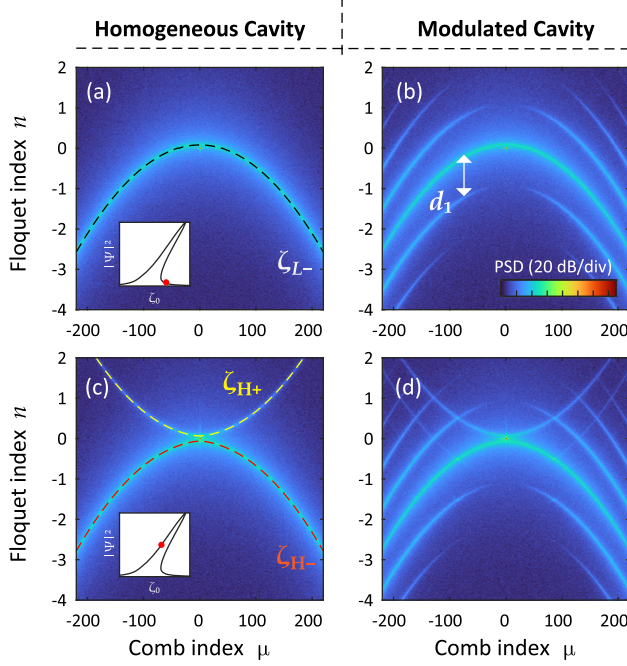 Homogeneous Cavity
Modulated Cavity
(a)
(b)
Floquet index n
2
1
0
-1
-2
-3
-4
-200 -100 0 100 200
|Ψ|²
ζ₀
ζL−
d₁
PSD (20 dB/div)
2
1
0
-1
-2
-3
-4
-200 -100 0 100 200
(c)
(d)
Floquet index n
2
1
0
-1
-2
-3
-4
ζH+
ζH−
|Ψ|²
ζ₀
-200 -100 0 100 200
Comb index μ
2
1
0
-1
-2
-3
-4
-200 -100 0 100 200
Comb index μ